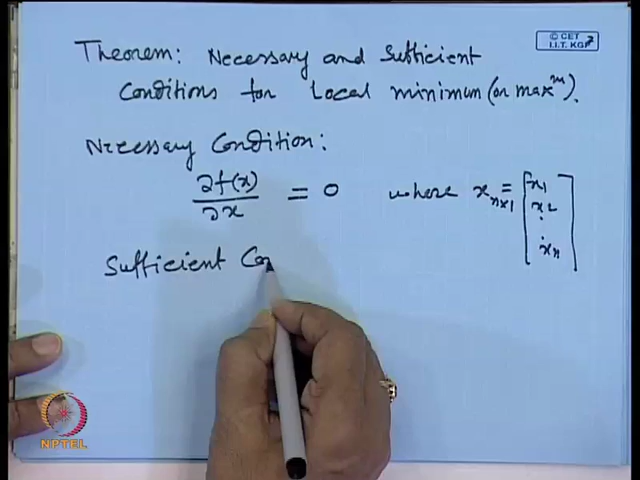 © CET
I.I.T. KGP
Theorem: Necessary and Sufficient
Conditions for Local minimum (or max^m).
Necessary Condition:
∂f(x)/∂x = 0 where x_{n×1} = [x1 x2 : xn]
Sufficient Co
NPTEL